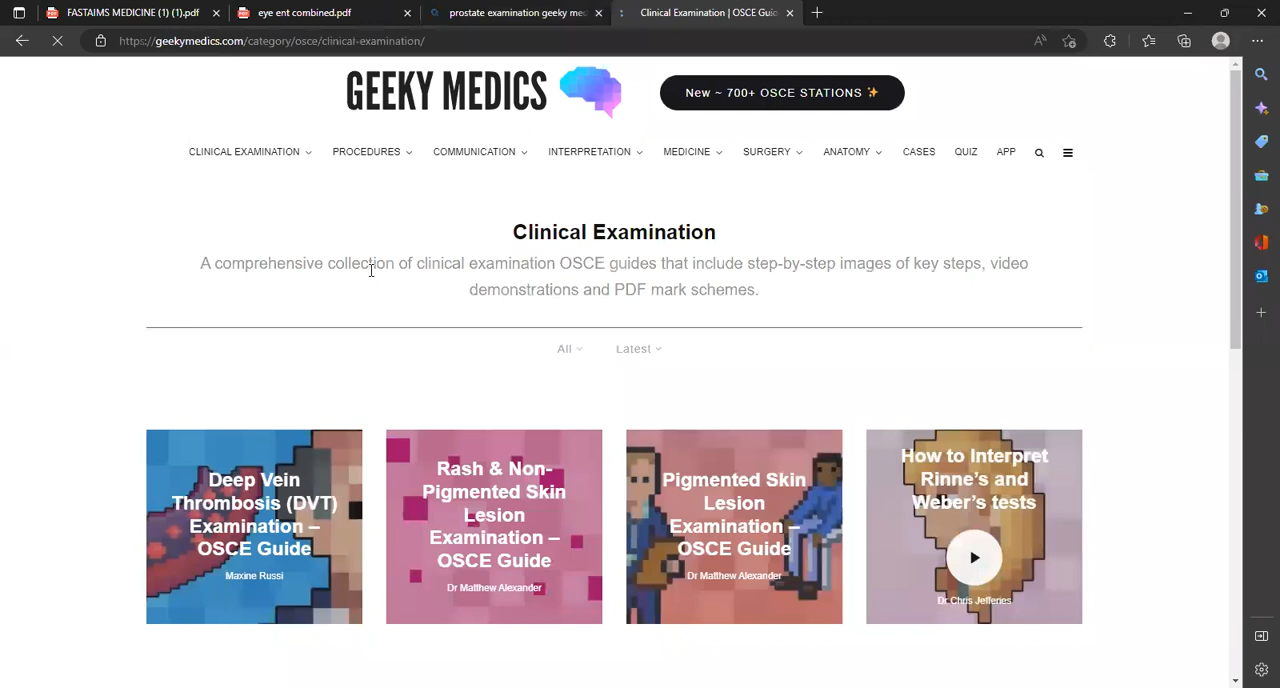 FASTAIMS MEDICINE (1) (1).pdf
eye ent combined.pdf
prostate examination geeky med
Clinical Examination | OSCE Guid
https://geekymedics.com/category/osce/clinical-examination/
GEEKY MEDICS
New ~ 700+ OSCE STATIONS ✨
CLINICAL EXAMINATION
PROCEDURES
COMMUNICATION
INTERPRETATION
MEDICINE
SURGERY
ANATOMY
CASES
QUIZ
APP
Clinical Examination
A comprehensive collection of clinical examination OSCE guides that include step-by-step images of key steps, video
demonstrations and PDF mark schemes.
All
Latest
Deep Vein
Thrombosis (DVT)
Examination –
OSCE Guide
Maxine Russi
Rash & Non-
Pigmented Skin
Lesion
Examination –
OSCE Guide
Dr Matthew Alexander
Pigmented Skin
Lesion
Examination –
OSCE Guide
Dr Matthew Alexander
How to Interpret
Rinne's and
Weber's tests
Dr Chris Jefferies